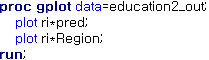 proc gplot data=education2_out;
plot ri*pred;
plot ri*Region;
run;